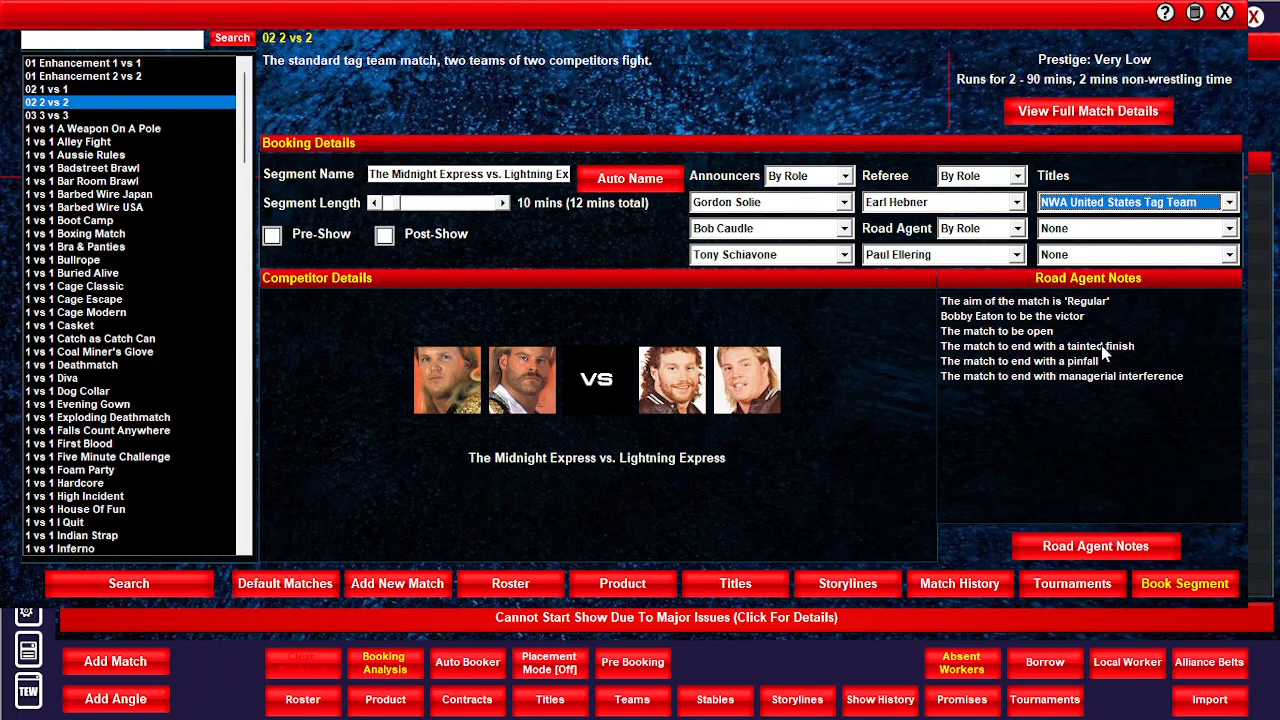 Search
02 2 vs 2
The standard tag team match, two teams of two competitors fight.
Prestige: Very Low
Runs for 2 - 90 mins, 2 mins non-wrestling time
View Full Match Details
? X
X
01 Enhancement 1 vs 1
01 Enhancement 2 vs 2
02 1 vs 1
02 2 vs 2
03 3 vs 3
1 vs 1 A Weapon On A Pole
1 vs 1 Alley Fight
1 vs 1 Aussie Rules
1 vs 1 Badstreet Brawl
1 vs 1 Bar Room Brawl
1 vs 1 Barbed Wire Japan
1 vs 1 Barbed Wire USA
1 vs 1 Boot Camp
1 vs 1 Boxing Match
1 vs 1 Bra & Panties
1 vs 1 Bullrope
1 vs 1 Buried Alive
1 vs 1 Cage Classic
1 vs 1 Cage Escape
1 vs 1 Cage Modern
1 vs 1 Casket
1 vs 1 Catch as Catch Can
1 vs 1 Coal Miner's Glove
1 vs 1 Deathmatch
1 vs 1 Diva
1 vs 1 Dog Collar
1 vs 1 Evening Gown
1 vs 1 Exploding Deathmatch
1 vs 1 Falls Count Anywhere
1 vs 1 First Blood
1 vs 1 Five Minute Challenge
1 vs 1 Foam Party
1 vs 1 Hardcore
1 vs 1 High Incident
1 vs 1 House Of Fun
1 vs 1 I Quit
1 vs 1 Indian Strap
1 vs 1 Inferno
Booking Details
Segment Name The Midnight Express vs. Lightning Ex Auto Name
Segment Length 10 mins (12 mins total)
Pre-Show Post-Show
Announcers By Role
Gordon Solie
Bob Caudle
Tony Schiavone
Referee By Role
Earl Hebner
Road Agent By Role
Paul Ellering
Titles
NWA United States Tag Team
None
None
Competitor Details
VS
The Midnight Express vs. Lightning Express
Road Agent Notes
The aim of the match is 'Regular'
Bobby Eaton to be the victor
The match to be open
The match to end with a tainted finish
The match to end with a pinfall
The match to end with managerial interference
Road Agent Notes
Search Default Matches Add New Match Roster Product Titles Storylines Match History Tournaments Book Segment
Cannot Start Show Due To Major Issues (Click For Details)
TEW
Add Match Clear Booking Analysis Auto Booker Placement Mode [Off] Pre Booking Absent Workers Borrow Local Worker Alliance Belts
Add Angle Roster Product Contracts Titles Teams Stables Storylines Show History Promises Tournaments Import